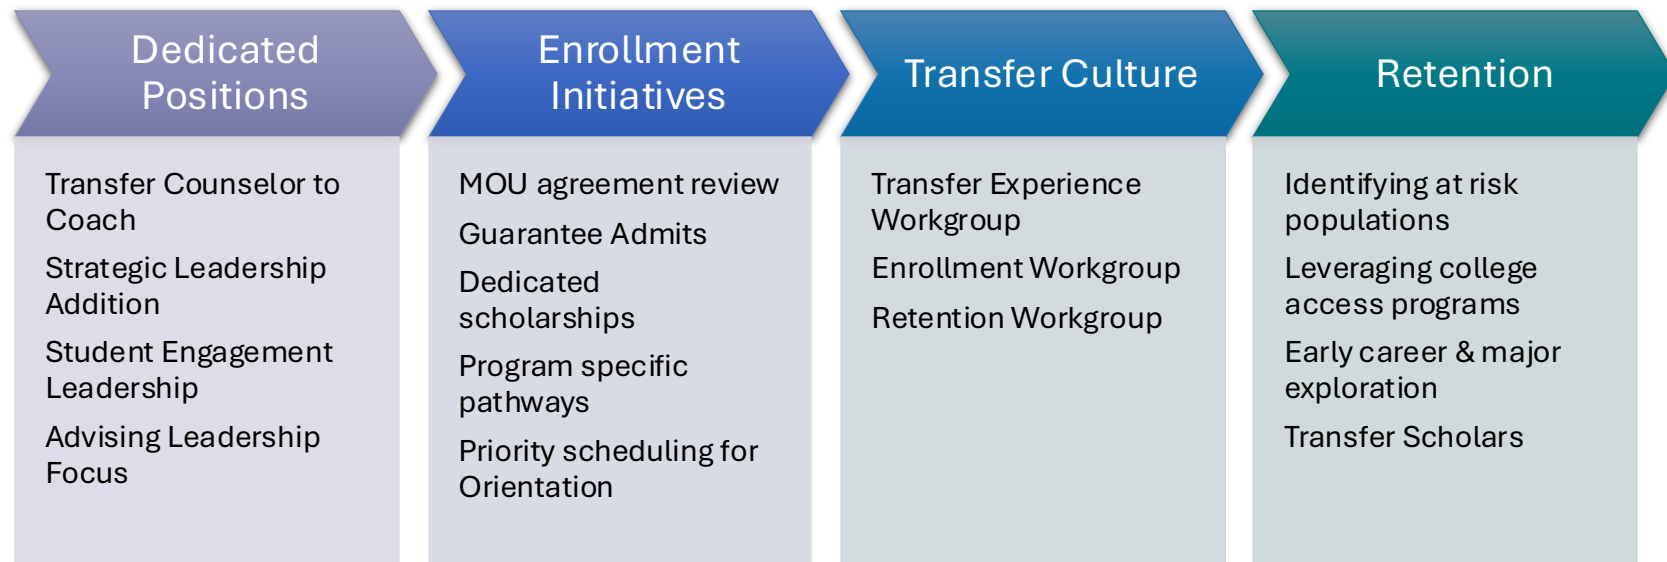 Dedicated
Positions
Transfer Counselor to
Coach
Strategic Leadership
Addition
Student Engagement
Leadership
Advising Leadership
Focus
Enrollment
Initiatives
MOU agreement review
Guarantee Admits
Dedicated
scholarships
Program specific
pathways
Priority scheduling for
Orientation
Transfer Culture
Transfer Experience
Workgroup
Enrollment Workgroup
Retention Workgroup
Retention
Identifying at risk
populations
Leveraging college
access programs
Early career & major
exploration
Transfer Scholars